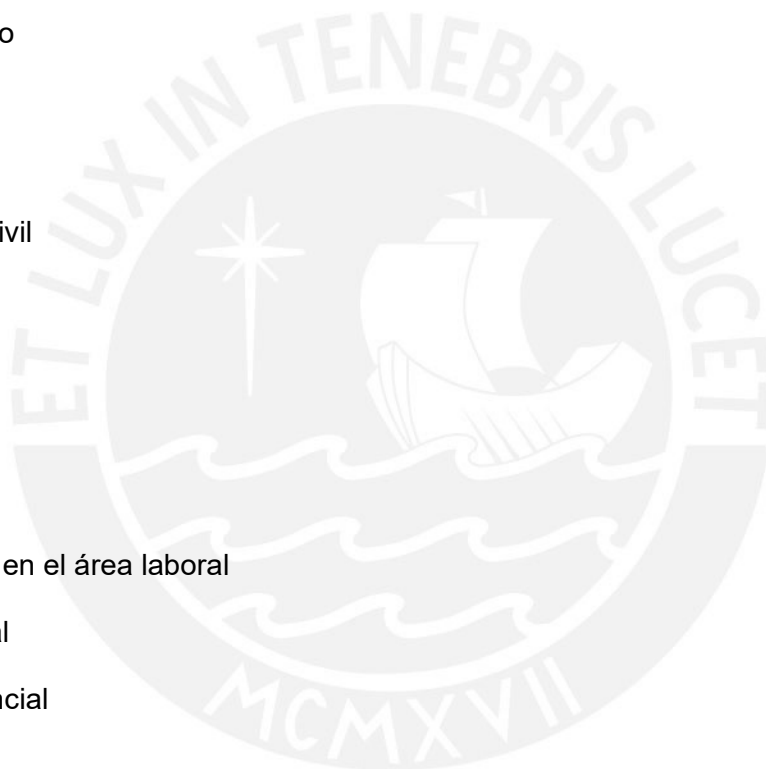 o
ivil
en el área laboral
al
ncial
ET LUX IN TENEBRIS LUCET
MCMXVII